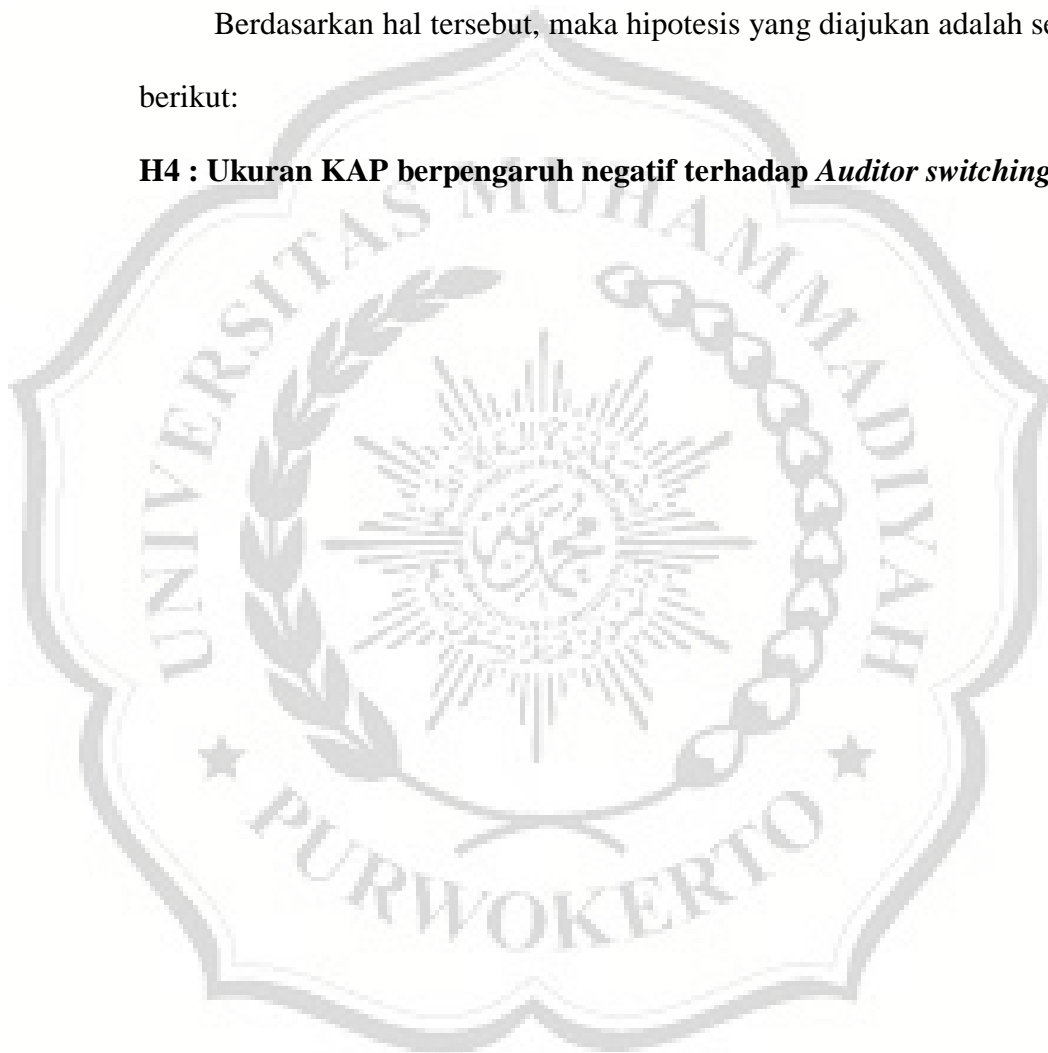 Berdasarkan hal tersebut, maka hipotesis yang diajukan adalah
berikut:
H4 : Ukuran KAP berpengaruh negatif terhadap Auditor switching
UNIVERSITAS MUHAMMADIYAH
PURWOKERTO